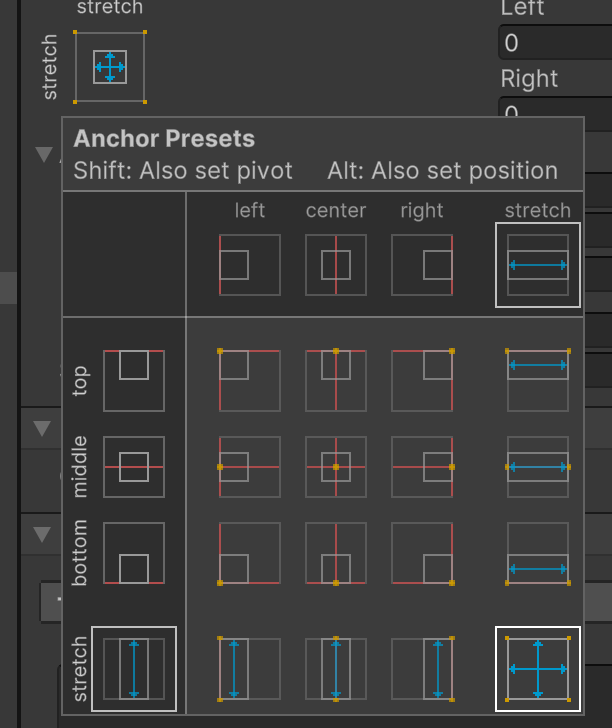 stretch
Left
stretch
0
Right
0
Anchor Presets
Shift: Also set pivot Alt: Also set position
left center right stretch
top
middle
bottom
stretch